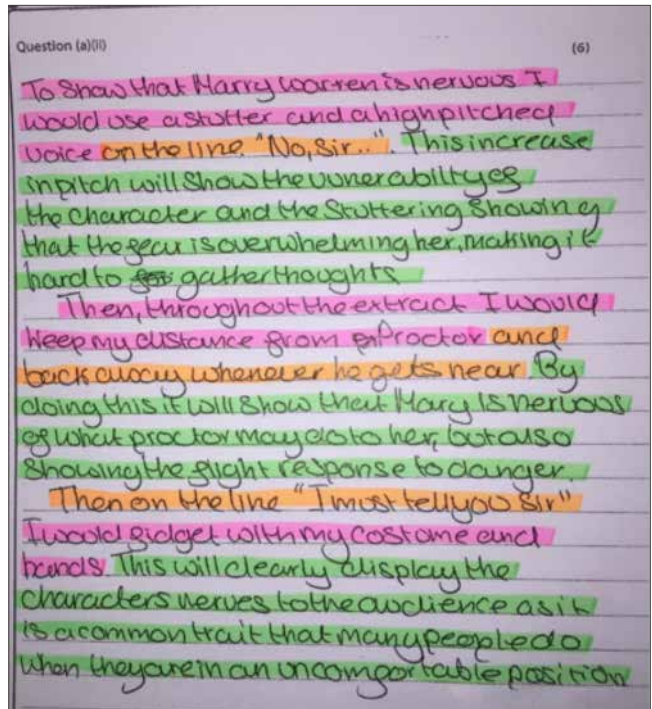 Question (a)(ii) (6)
To Show that Marry warren is nervous I
would use a stutter and a high pitched
voice on the line "No, sir..". This increase
in pitch will Show the vunerabiltyof
the character and the Stuttering Showing
that the fear is overwhelming her, making it
hard to gather thoughts
Then, throughout the extract I would
keep my distance from Proctor and
back away whenever he gets near. By
doing this it will show that Mary Is nervous
of what proctor may do to her, but also
Showing the flight response to danger.
Then on the line "I must tell you Sir"
I would fidget with my costome and
hands. This will clearly display the
characters nerves to the audience as it
is a common trait that many people do
when they are in an uncomfortable position